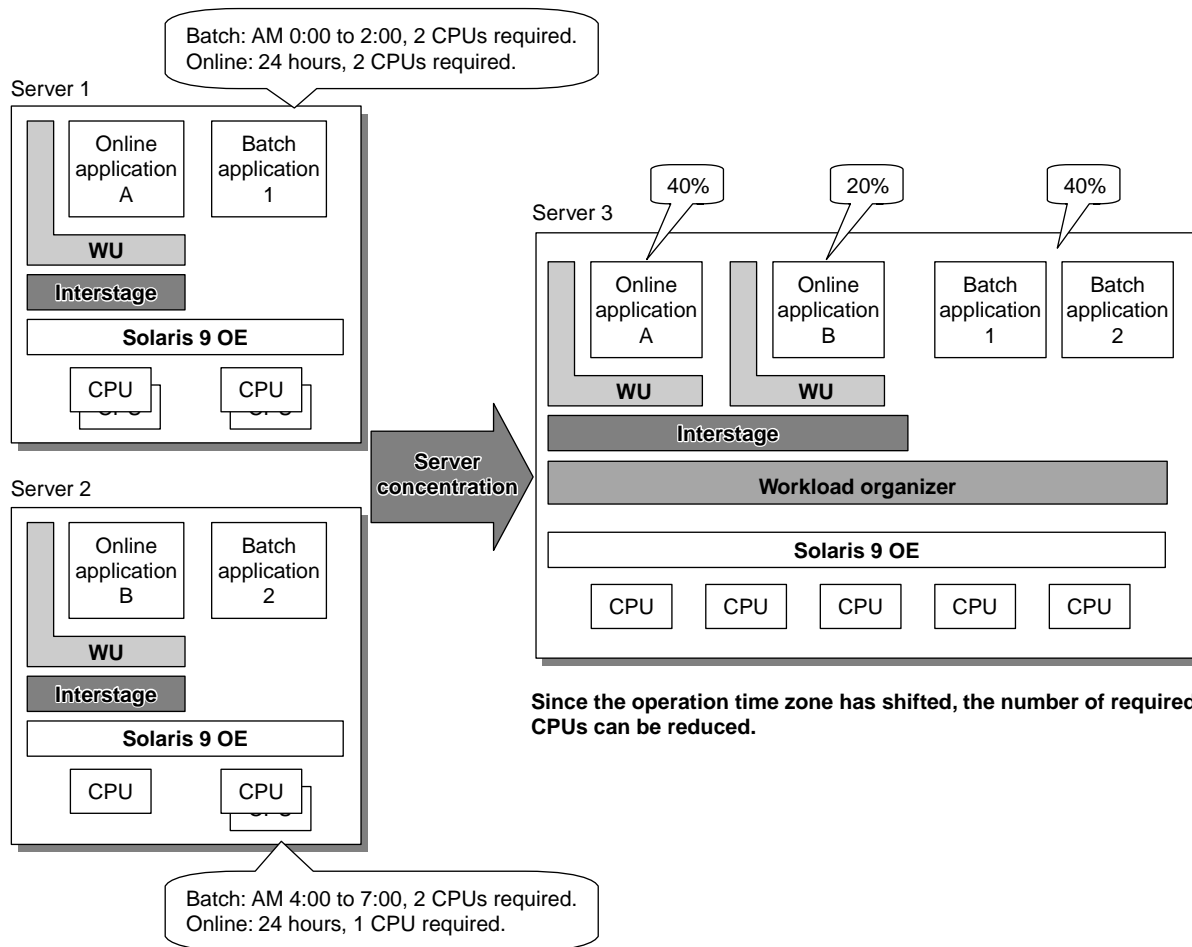 Batch: AM 0:00 to 2:00, 2 CPUs required.
Online: 24 hours, 2 CPUs required.
Server 1
Online
application
A
Batch
application
1
WU
Interstage
Solaris 9 OE
CPU
CPU
CPU
CPU
Server 2
Online
application
B
Batch
application
2
WU
Interstage
Solaris 9 OE
CPU
CPU
CPU
Batch: AM 4:00 to 7:00, 2 CPUs required.
Online: 24 hours, 1 CPU required.
Server
concentration
40%
20%
40%
Server 3
Online
application
A
Online
application
B
Batch
application
1
Batch
application
2
WU
WU
Interstage
Workload organizer
Solaris 9 OE
CPU
CPU
CPU
CPU
CPU
Since the operation time zone has shifted, the number of required
CPUs can be reduced.